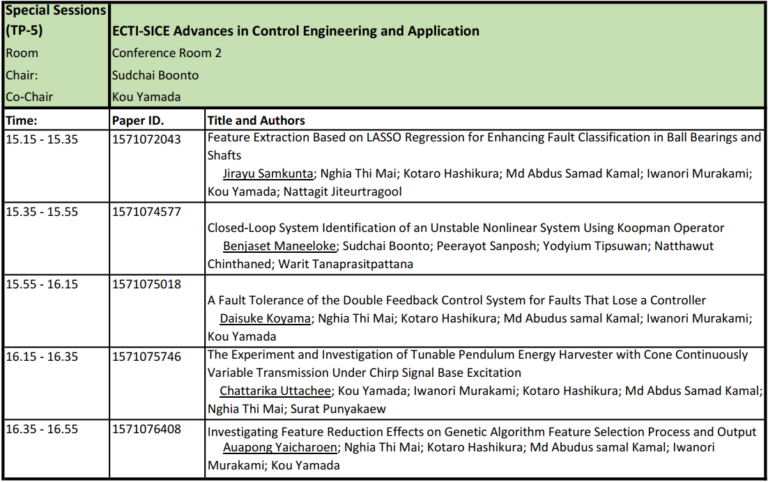 Special Sessions
(TP-5)
ECTI-SICE Advances in Control Engineering and Application
Room
Conference Room 2
Chair:
Sudchai Boonto
Co-Chair
Kou Yamada
Time:
Paper ID.
Title and Authors
15.15 - 15.35
1571072043
Feature Extraction Based on LASSO Regression for Enhancing Fault Classification in Ball Bearings and
Shafts
Jirayu Samkunta; Nghia Thi Mai; Kotaro Hashikura; Md Abdus Samad Kamal; Iwanori Murakami;
Kou Yamada; Nattagit Jiteurtragool
15.35 - 15.55
1571074577
Closed-Loop System Identification of an Unstable Nonlinear System Using Koopman Operator
Benjaset Maneeloke; Sudchai Boonto; Peerayot Sanposh; Yodyium Tipsuwan; Natthawut
Chinthaned; Warit Tanaprasitpattana
15.55 - 16.15
1571075018
A Fault Tolerance of the Double Feedback Control System for Faults That Lose a Controller
Daisuke Koyama; Nghia Thi Mai; Kotaro Hashikura; Md Abudus samal Kamal; Iwanori Murakami;
Kou Yamada
16.15 - 16.35
1571075746
The Experiment and Investigation of Tunable Pendulum Energy Harvester with Cone Continuously
Variable Transmission Under Chirp Signal Base Excitation
Chattarika Uttachee; Kou Yamada; Iwanori Murakami; Kotaro Hashikura; Md Abdus Samad Kamal;
Nghia Thi Mai; Surat Punyakaew
16.35 - 16.55
1571076408
Investigating Feature Reduction Effects on Genetic Algorithm Feature Selection Process and Output
Auapong Yaicharoen; Nghia Thi Mai; Kotaro Hashikura; Md Abudus samal Kamal; Iwanori
Murakami; Kou Yamada